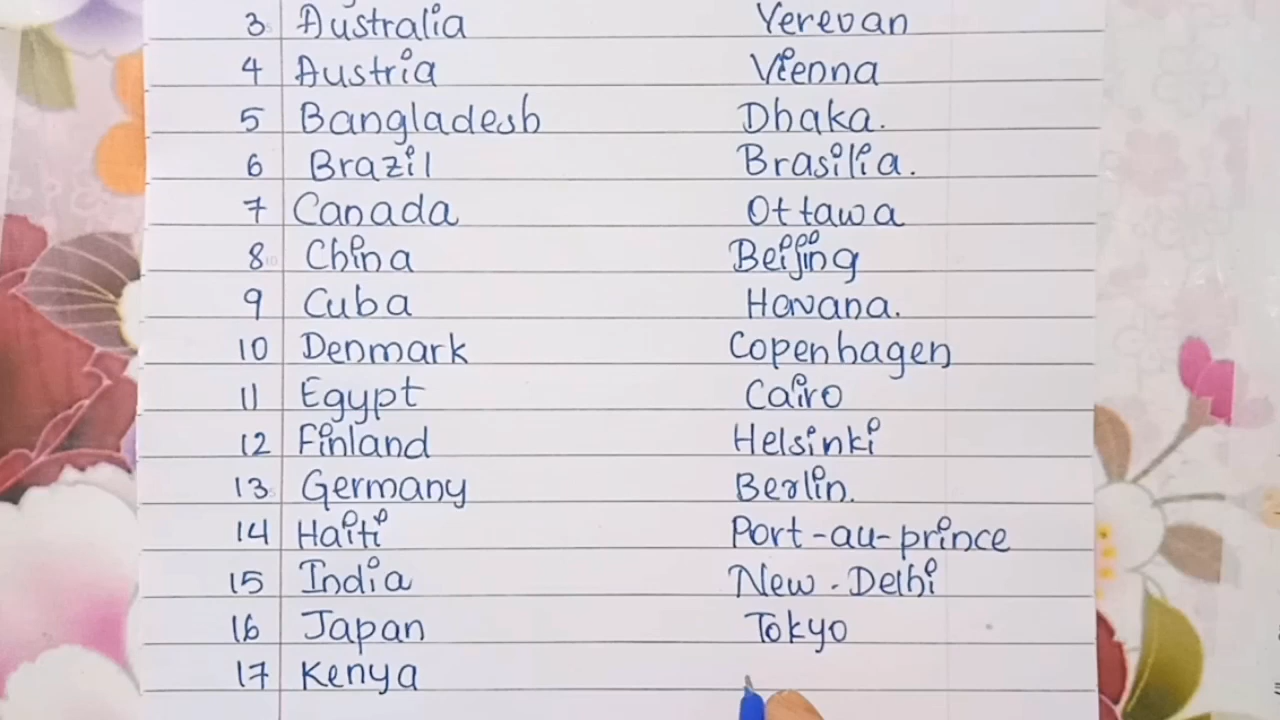 3 Australia Yerevan
4 Austria Vienna
5 Bangladesh Dhaka.
6 Brazil Brasilia.
7 Canada Ottawa
8 China Beijing
9 Cuba Havana.
10 Denmark Copenhagen
11 Egypt Cairo
12 Finland Helsinki
13 Germany Berlin.
14 Haiti Port-au-prince
15 India New-Delhi
16 Japan Tokyo
17 Kenya